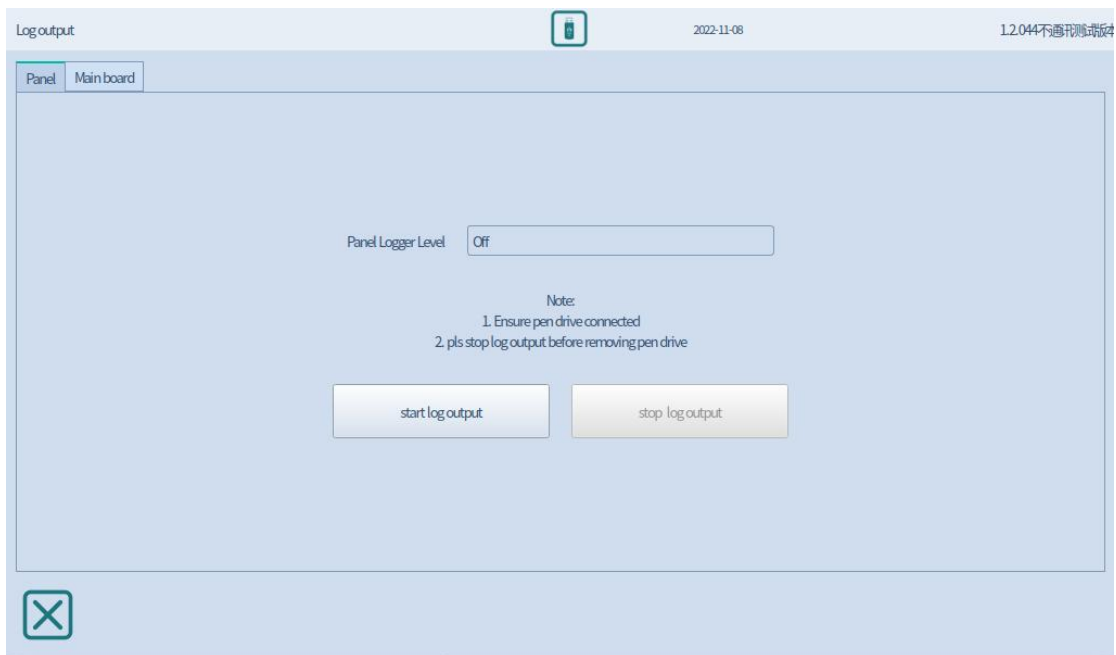 Log output
2022-11-08
1.2.044不通讯测试版本
Panel
Main board
Panel Logger Level
Off
Note:
1. Ensure pen drive connected
2. pls stop log output before removing pen drive
start log output
stop log output